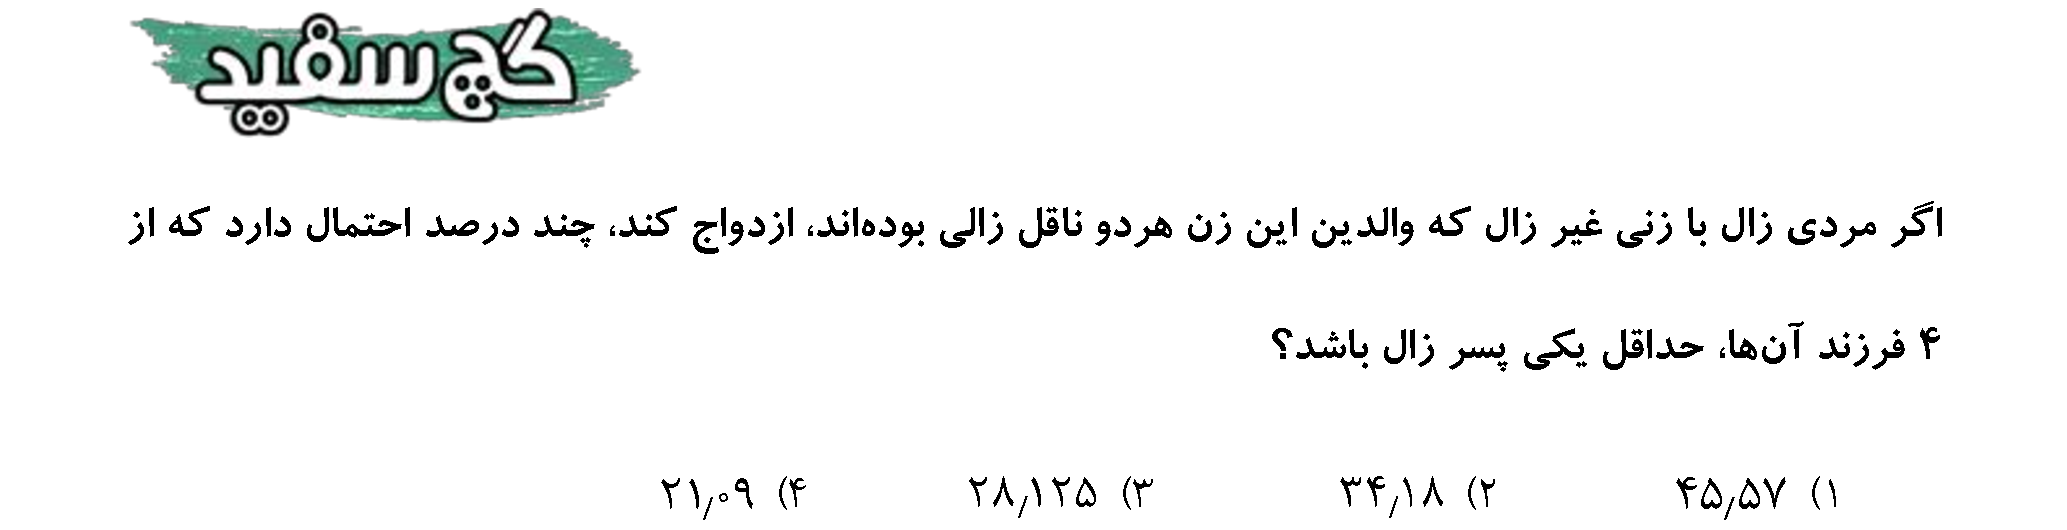 گچ سفید
اگر مردی زال با زنی غیر زال که والدین این زن هردو ناقل زالی بوده‌اند، ازدواج کند، چند درصد احتمال دارد که از
۴ فرزند آن‌ها، حداقل یکی پسر زال باشد؟
۱) ۴۵٫۵۷ ۲) ۳۴٫۱۸ ۳) ۲۸٫۱۲۵ ۴) ۲۱٫۰۹